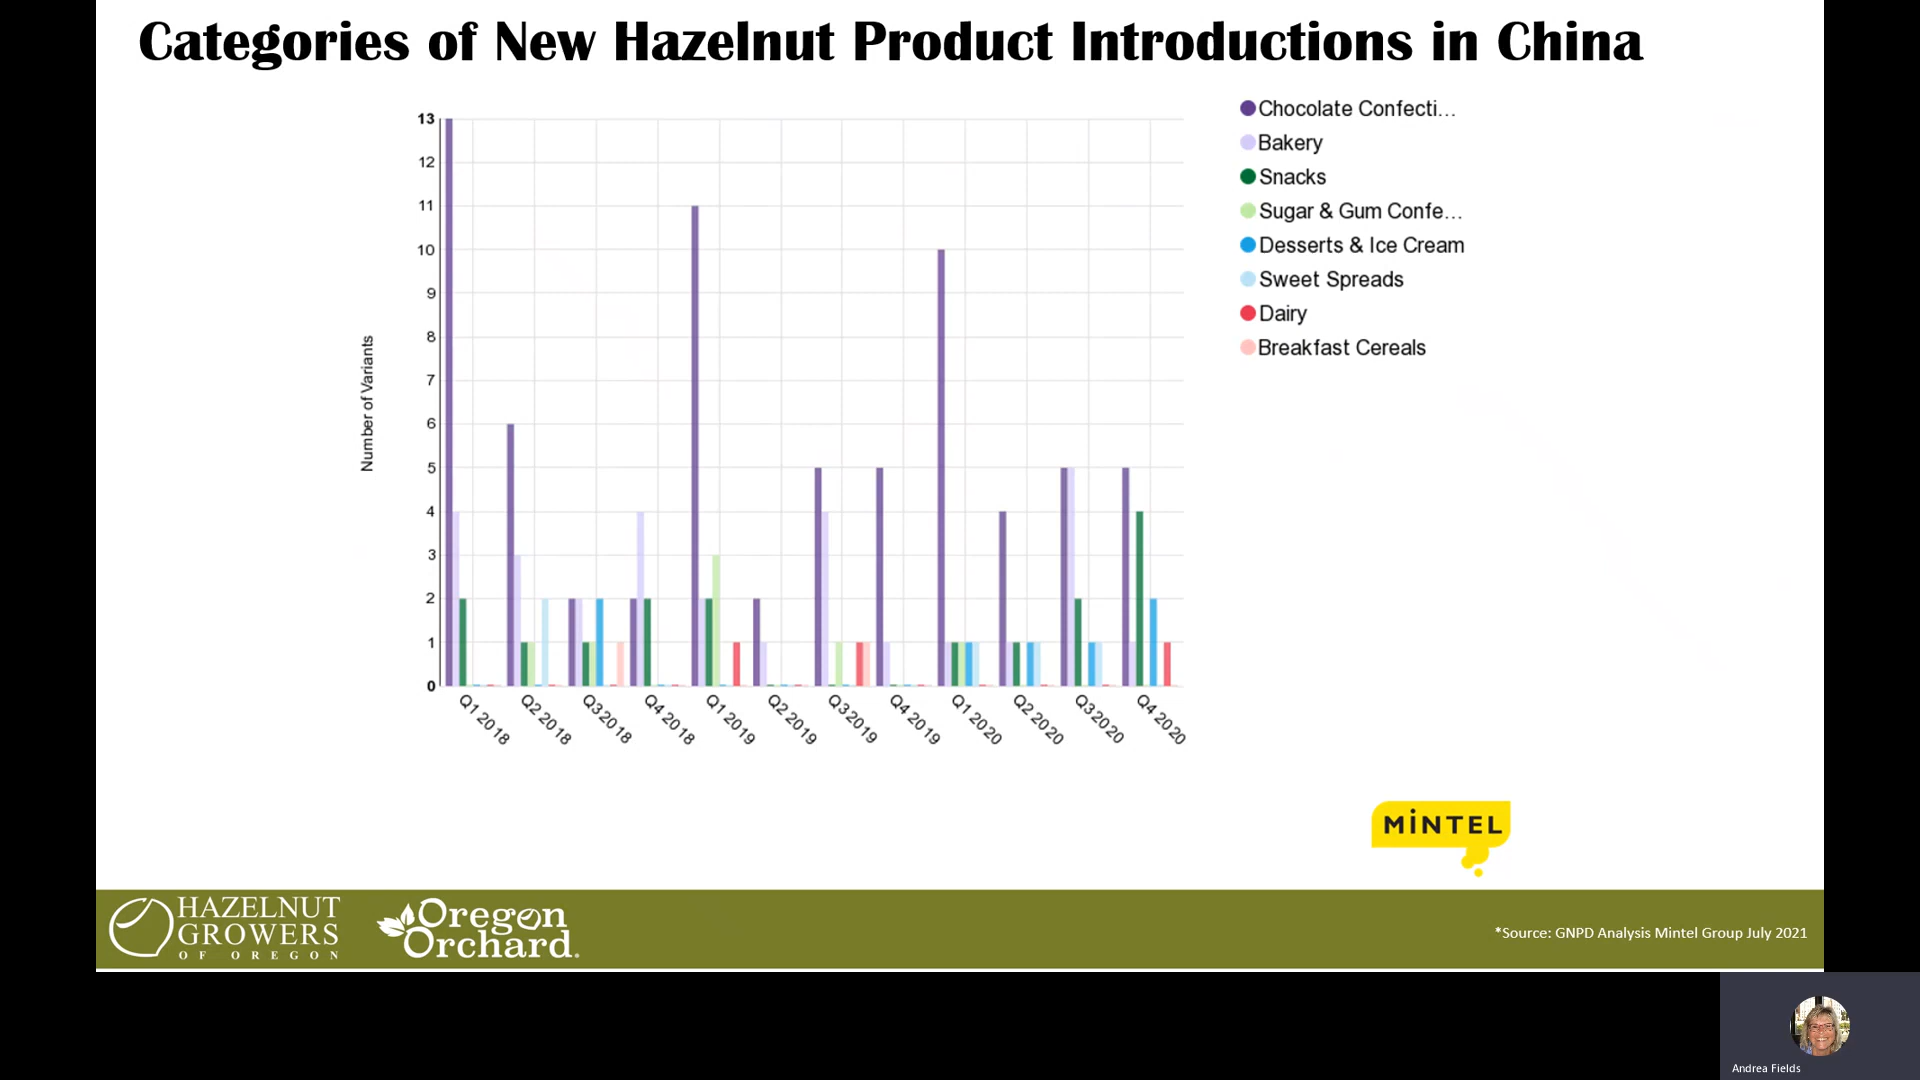 Categories of New Hazelnut Product Introductions in China
Number of Variants
13
12
11
10
9
8
7
6
5
4
3
2
1
0
Q1 2018
Q2 2018
Q3 2018
Q4 2018
Q1 2019
Q2 2019
Q3 2019
Q4 2019
Q1 2020
Q2 2020
Q3 2020
Q4 2020
Chocolate Confecti...
Bakery
Snacks
Sugar & Gum Confe...
Desserts & Ice Cream
Sweet Spreads
Dairy
Breakfast Cereals
MiNTEL
HAZELNUT
GROWERS
OF OREGON
Oregon
Orchard.
*Source: GNPD Analysis Mintel Group July 2021
Andrea Fields